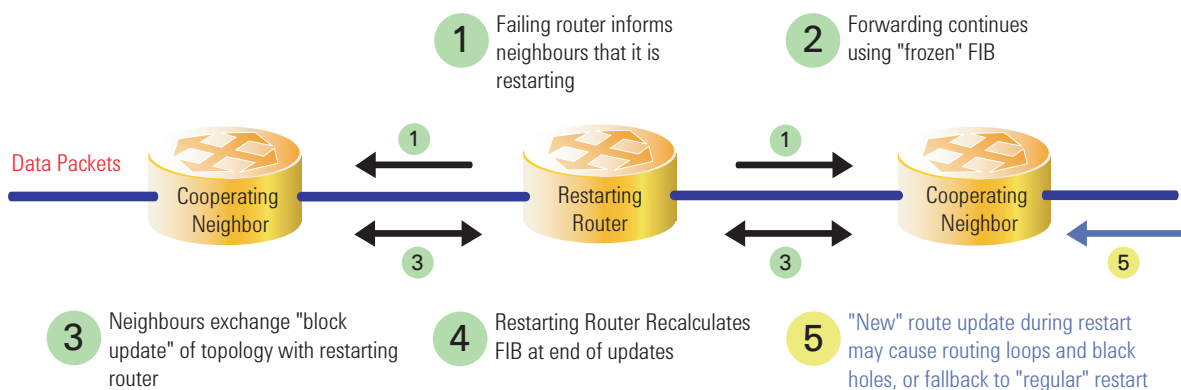 1 Failing router informs
neighbours that it is
restarting
2 Forwarding continues
using "frozen" FIB
1
1
Data Packets
Cooperating
Neighbor
Restarting
Router
Cooperating
Neighbor
3
3
5
3 Neighbours exchange "block
update" of topology with restarting
router
4 Restarting Router Recalculates
FIB at end of updates
5 "New" route update during restart
may cause routing loops and black
holes, or fallback to "regular" restart